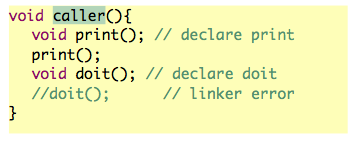 void caller(){
void print(); // declare print
print();
void doit(); // declare doit
//doit(); // linker error
}